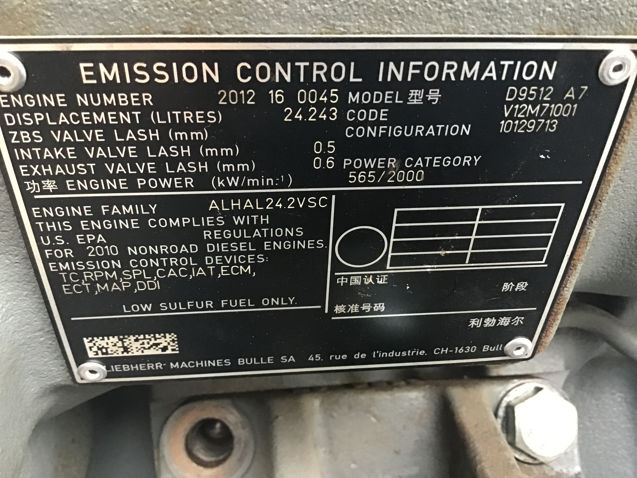 EMISSION CONTROL INFORMATION
ENGINE NUMBER 2012 16 0045 MODEL型号 D9512 A7
DISPLACEMENT (LITRES) 24.243 CODE V12M71001
ZBS VALVE LASH (mm) CONFIGURATION 10129713
INTAKE VALVE LASH (mm) 0.5
EXHAUST VALVE LASH (mm) 0.6 POWER CATEGORY
功率 ENGINE POWER (kW/min.-¹) 565/2000
ENGINE FAMILY ALHAL24.2VSC
THIS ENGINE COMPLIES WITH
U.S. EPA REGULATIONS
FOR 2010 NONROAD DIESEL ENGINES.
EMISSION CONTROL DEVICES:
TC,RPM,SPL,CAC,IAT,ECM,
ECT,MAP,DDI
LOW SULFUR FUEL ONLY.
中国认证 阶段
核准号码
利勃海尔
LIEBHERR MACHINES BULLE SA 45, rue de l'industrie, CH-1630 Bull